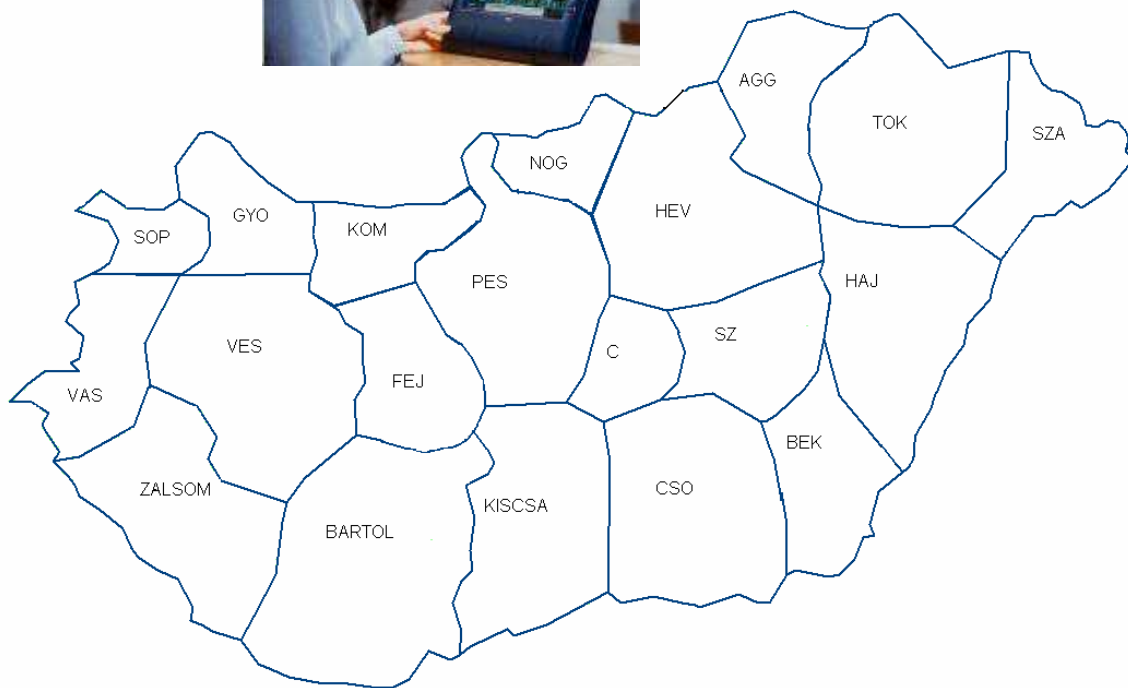 AGG
TOK
SZA
NOG
HEV
GYO
KOM
SOP
PES
HAJ
VES
SZ
C
FEJ
VAS
BEK
ZALSOM
CSO
KISCSA
BARTOL